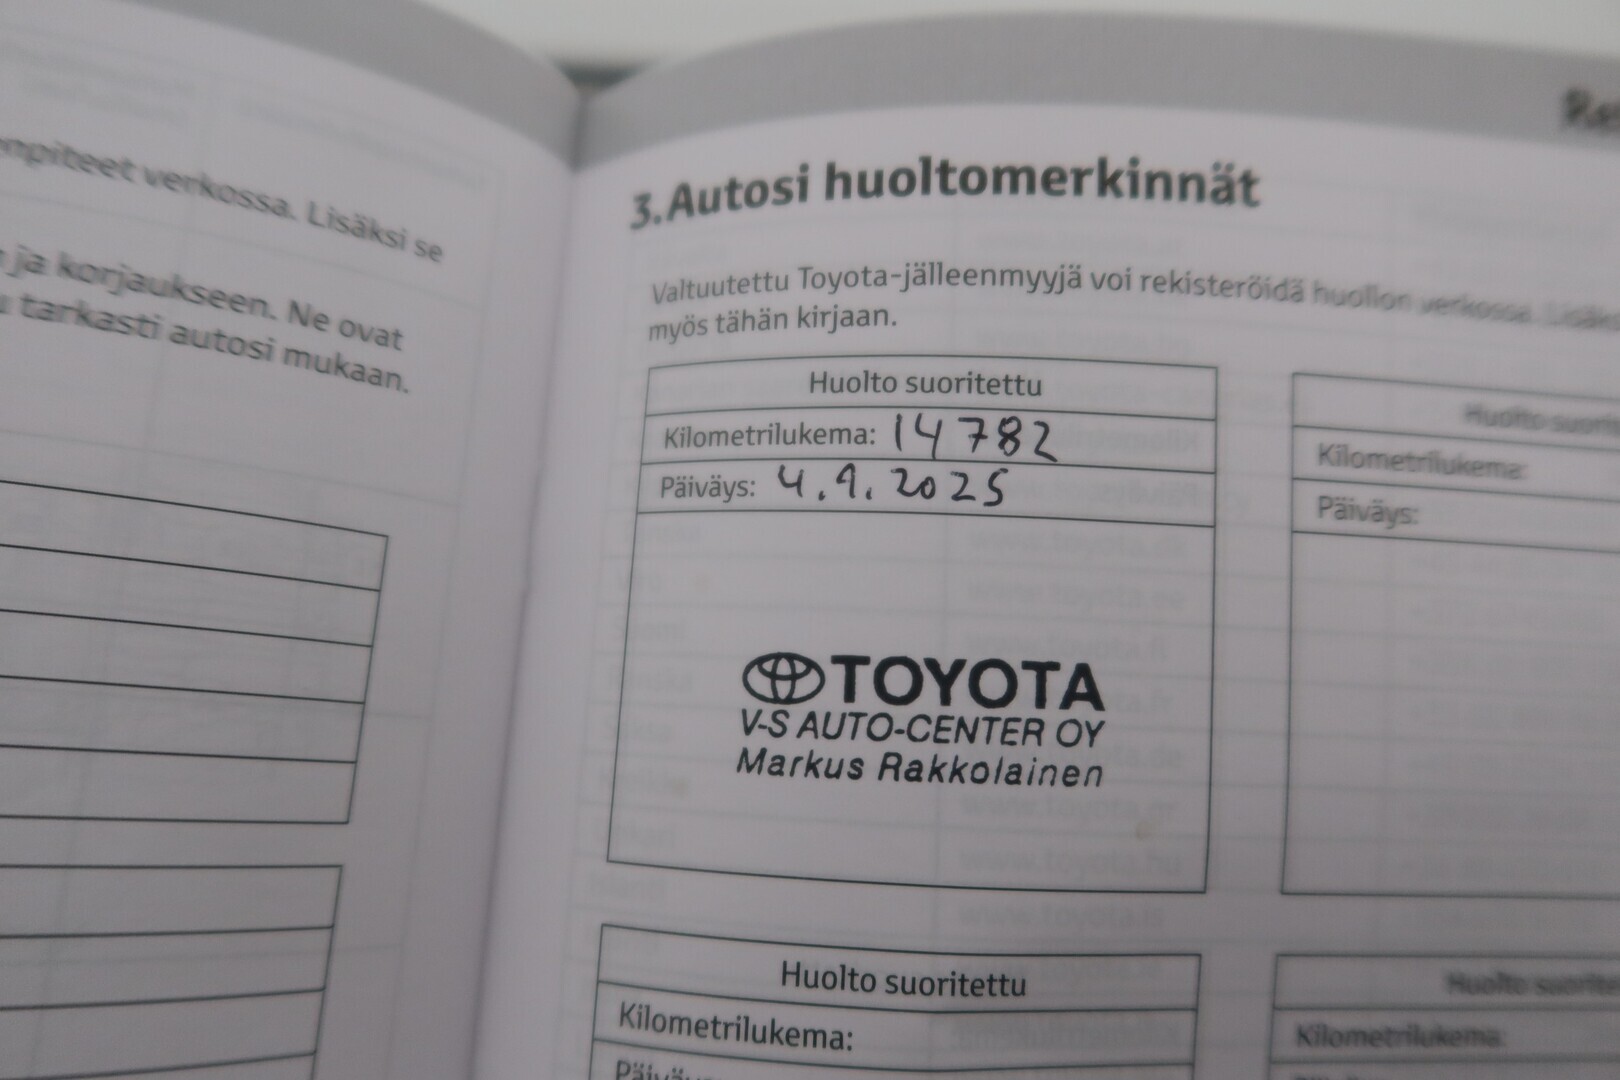 verkossa. Lisäksi se
ja korjaukseen. Ne ovat
tarkasti autosi mukaan.
3. Autosi huoltomerkinnät
Valtuutettu Toyota-jälleenmyyjä voi rekisteröidä huollon verkossa.
myös tähän kirjaan.
Huolto suoritettu
Kilometrilukema: 14 782
Päiväys: 4.9.2025
TOYOTA
V-S AUTO-CENTER OY
Markus Rakkolainen
Kilometrilukema:
Päiväys:
Huolto suoritettu
Kilometrilukema:
Kilometrilukema: